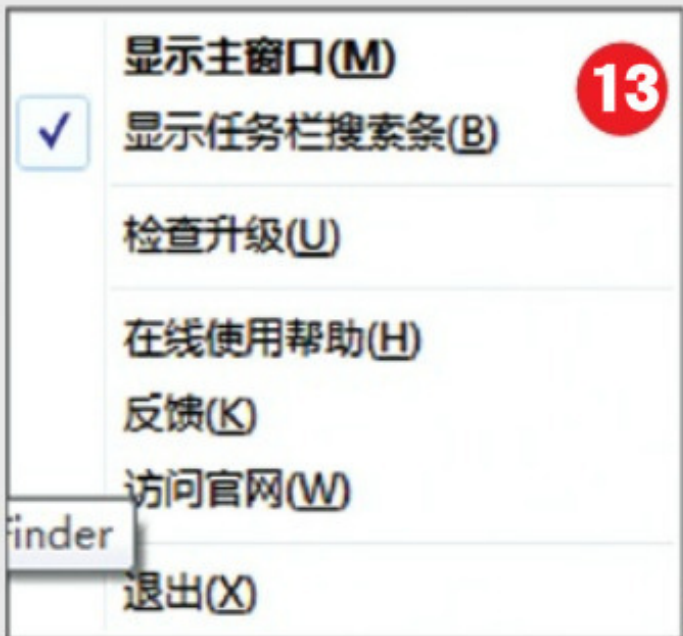 显示主窗口(M)
13
显示任务栏搜索条(B)
检查升级(U)
在线使用帮助(H)
反馈(K)
访问官网(W)
inder
退出(X)